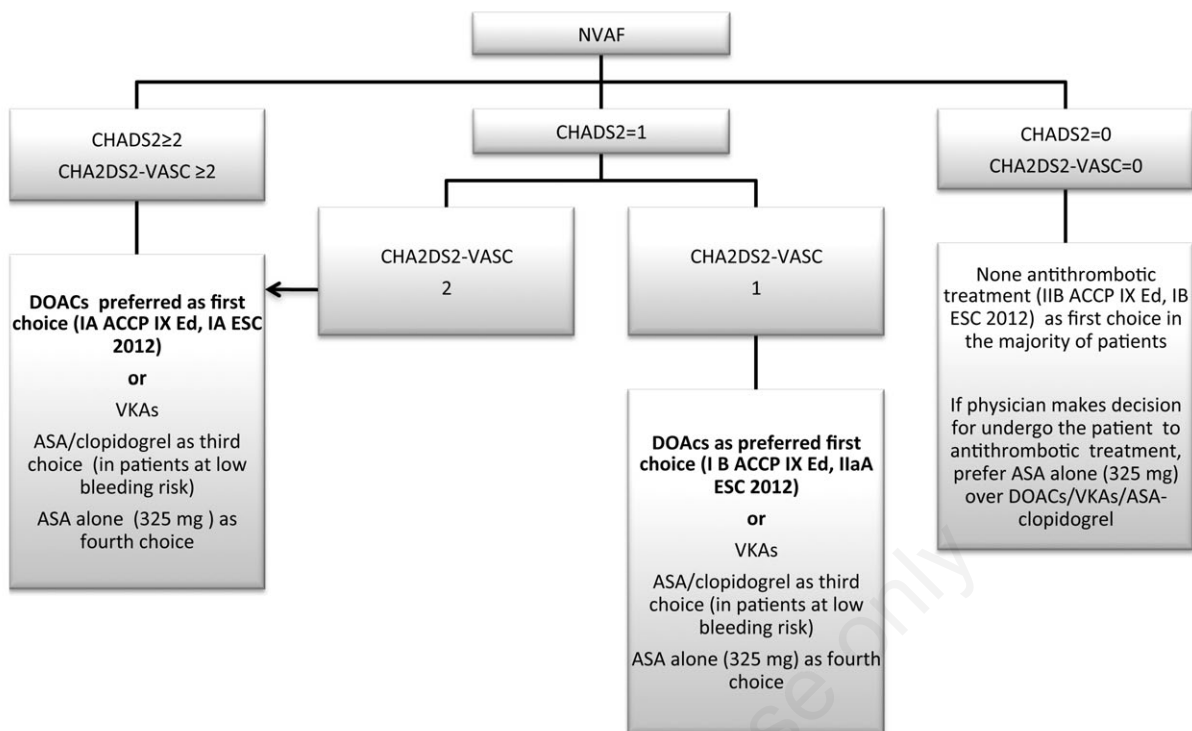 NVAF
CHADS2≥2
CHA2DS2-VASC ≥2
CHADS2=1
CHADS2=0
CHA2DS2-VASC=0
CHA2DS2-VASC
2
CHA2DS2-VASC
1
DOACs preferred as first
choice (IA ACCP IX Ed, IA ESC
2012)
or
VKAs
ASA/clopidogrel as third
choice (in patients at low
bleeding risk)
ASA alone (325 mg ) as
fourth choice
DOAcs as preferred first
choice (I B ACCP IX Ed, IIaA
ESC 2012)
or
VKAs
ASA/clopidogrel as third
choice (in patients at low
bleeding risk)
ASA alone (325 mg) as fourth
choice
None antithrombotic
treatment (IIB ACCP IX Ed, IB
ESC 2012) as first choice in
the majority of patients
If physician makes decision
for undergo the patient to
antithrombotic treatment,
prefer ASA alone (325 mg)
over DOACs/VKAs/ASA-
clopidogrel
se only